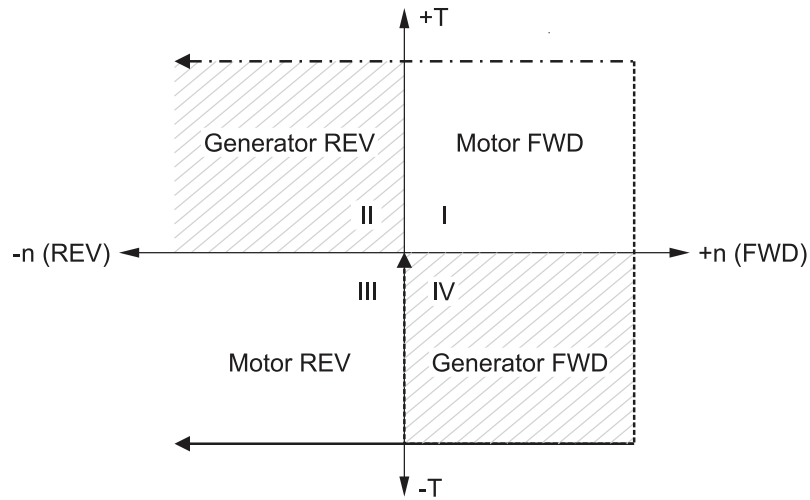 +T
Generator REV
Motor FWD
II
I
-n (REV)
+n (FWD)
III
IV
Motor REV
Generator FWD
-T